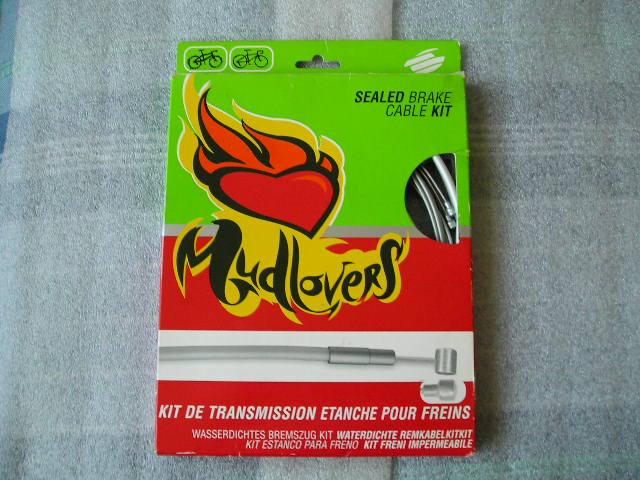 SEALED BRAKE
CABLE KIT
Mudlovers
KIT DE TRANSMISSION ETANCHE POUR FREINS
WASSERDICHTES BREMSZUG KIT WATERDICHTE REMKABELKITKIT
KIT ESTANCO PARA FRENO KIT FRENI IMPERMEABILE